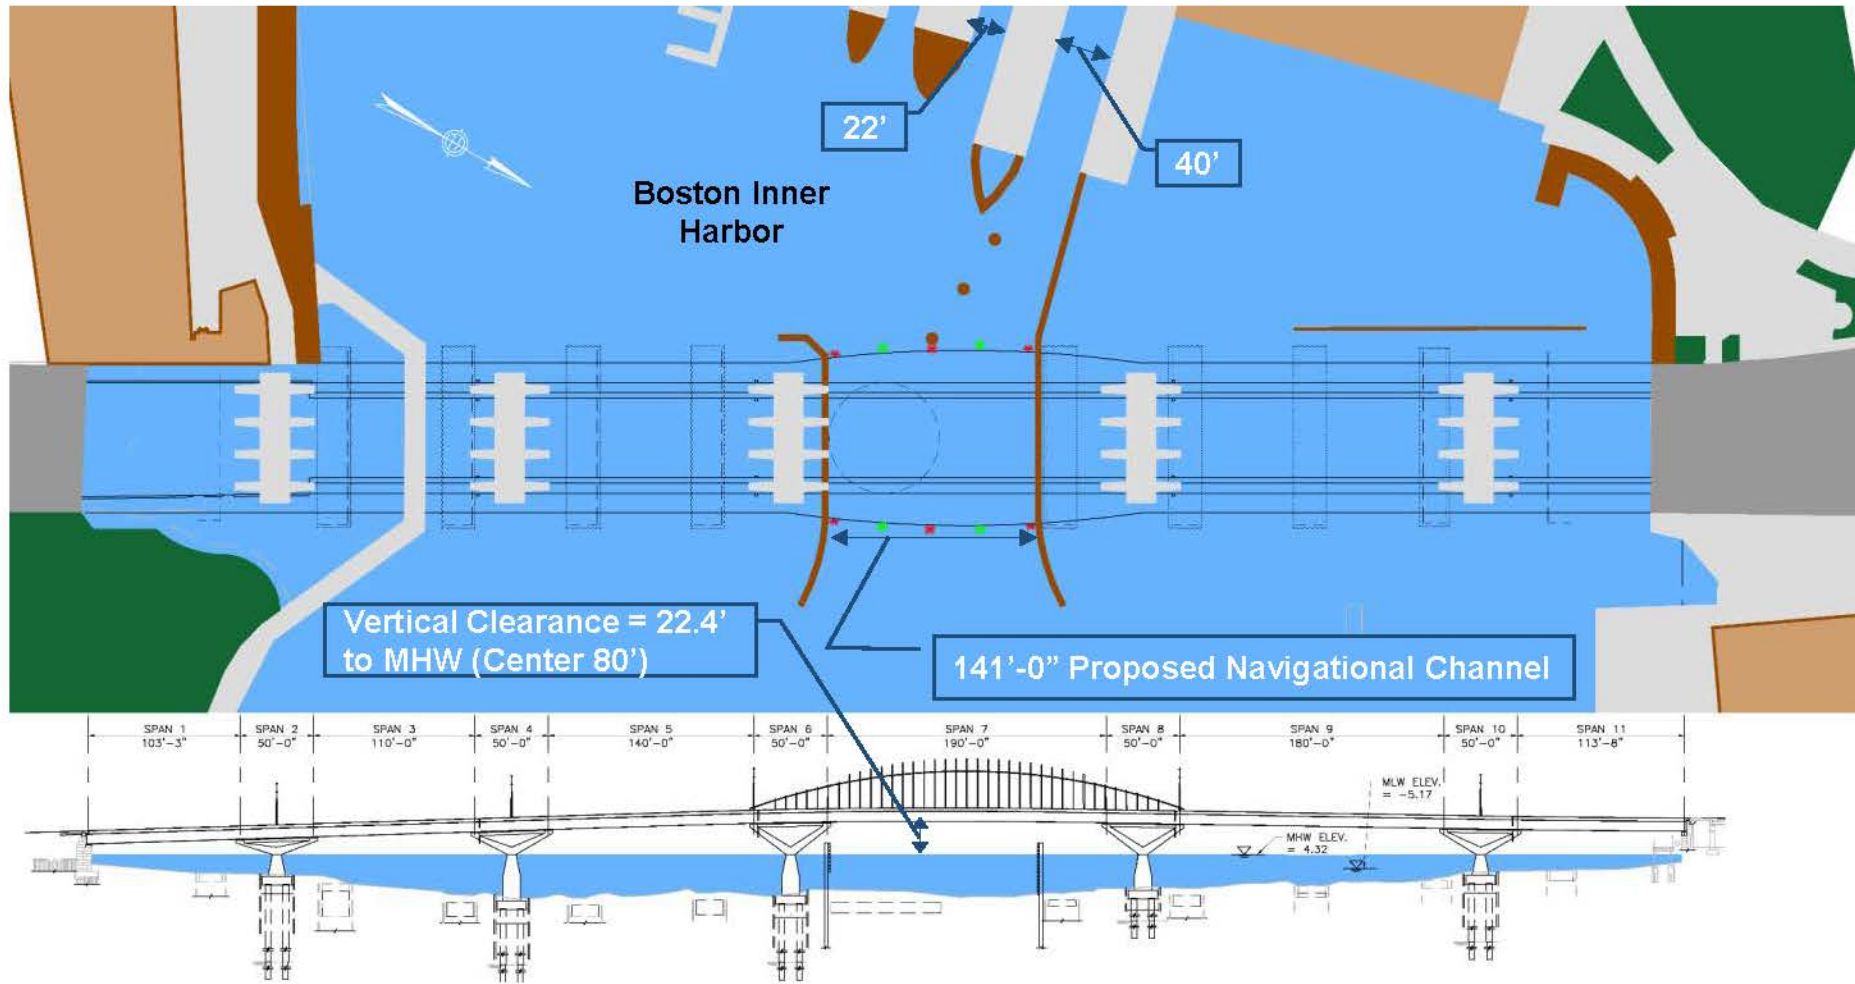 22’
40’
Boston Inner
Harbor
Vertical Clearance = 22.4’
to MHW (Center 80’)
141’-0” Proposed Navigational Channel
SPAN 1
103'-3"
SPAN 2
50'-0"
SPAN 3
110'-0"
SPAN 4
50'-0"
SPAN 5
140'-0"
SPAN 6
50'-0"
SPAN 7
190'-0"
SPAN 8
50'-0"
SPAN 9
180'-0"
SPAN 10
50'-0"
SPAN 11
113'-8"
MLW ELEV.
= -5.17
MHW ELEV.
= 4.32